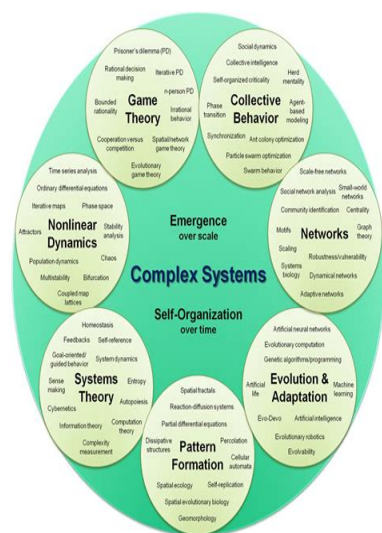 Prisoner's dilemma (PD)
Rational decision making
Iterative PD
n-person PD
Bounded rationality
Game Theory
Irrational behavior
Cooperation versus competition
Spatial/network game theory
Evolutionary game theory
Social dynamics
Collective intelligence
Self-organized criticality
Herd mentality
Phase transition
Collective Behavior
Agent-based modeling
Synchronization
Ant colony optimization
Particle swarm optimization
Swarm behavior
Time series analysis
Ordinary differential equations
Iterative maps
Phase space
Attractors
Nonlinear Dynamics
Stability analysis
Population dynamics
Chaos
Multistability
Bifurcation
Coupled map lattices
Emergence
over scale
Complex Systems
Self-Organization
over time
Scale-free networks
Social network analysis
Small-world networks
Community identification
Centrality
Motifs
Networks
Graph theory
Scaling
Robustness/vulnerability
Systems biology
Dynamical networks
Adaptive networks
Homeostasis
Feedbacks
Self-reference
Goal-oriented/guided behavior
System dynamics
Sense making
Systems Theory
Entropy
Autopoiesis
Cybernetics
Information theory
Computation theory
Complexity measurement
Artificial neural networks
Evolutionary computation
Genetic algorithms/programming
Artificial life
Evolution & Adaptation
Machine learning
Evo-Devo
Artificial intelligence
Evolutionary robotics
Evolvability
Spatial fractals
Reaction-diffusion systems
Partial differential equations
Dissipative structures
Pattern Formation
Percolation
Cellular automata
Spatial ecology
Self-replication
Spatial evolutionary biology
Geomorphology